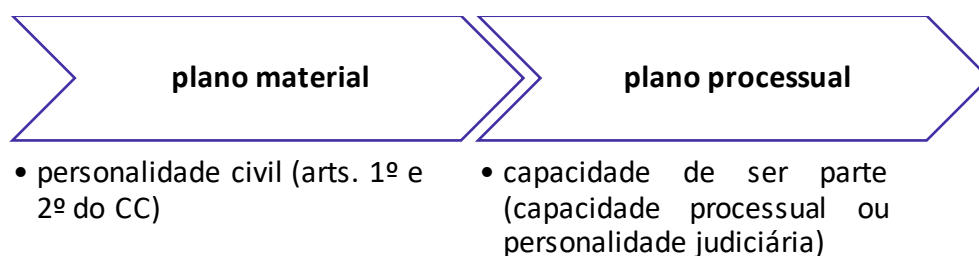 plano material
plano processual
• personalidade civil (arts. 1º e
2º do CC)
• capacidade de ser parte
(capacidade processual ou
personalidade judiciária)